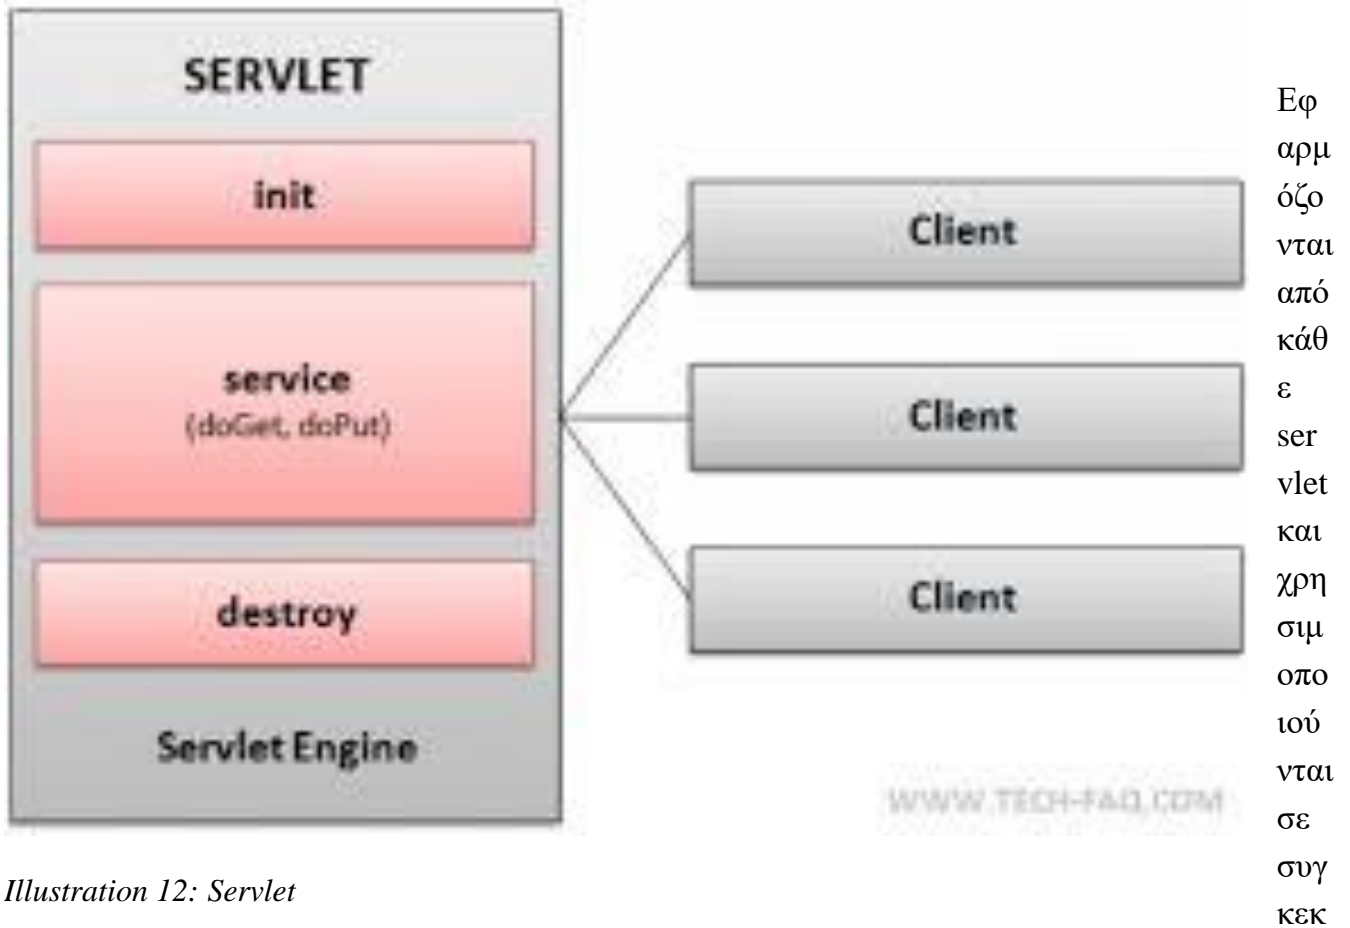 SERVLET
init
service
(doGet, doPut)
destroy
Servlet Engine
Client
Client
Client
WWW.TECH-FAQ.COM
Illustration 12: Servlet
Εφ
αρμ
όζο
νται
από
κάθ
ε
ser
vlet
και
χρη
σιμ
οπο
ιού
νται
σε
συγ
κεκ